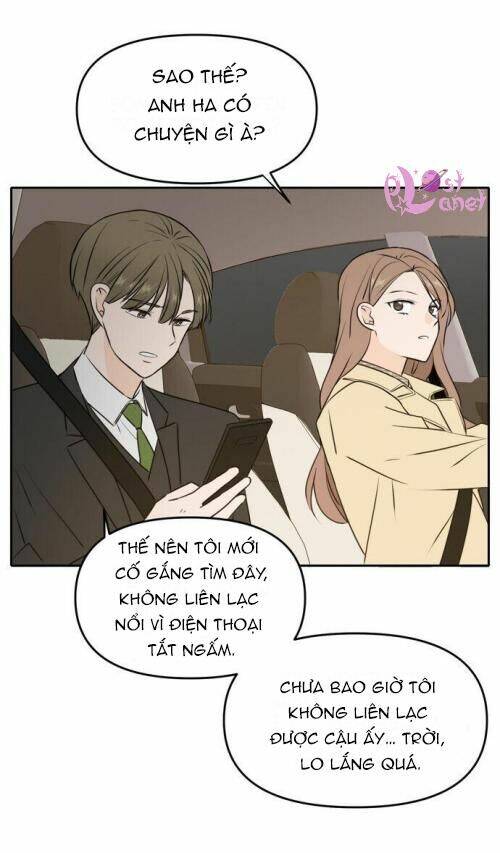 SAO THẾ?
ANH HA CÓ
CHUYỆN GÌ À?
Lost
Planet
THẾ NÊN TÔI MỚI
CỐ GẮNG TÌM ĐÂY,
KHÔNG LIÊN LẠC
NỔI VÌ ĐIỆN THOẠI
TẮT NGẤM.
CHƯA BAO GIỜ TÔI
KHÔNG LIÊN LẠC
ĐƯỢC CẬU ẤY... TRỜI,
LO LẮNG QUÁ.